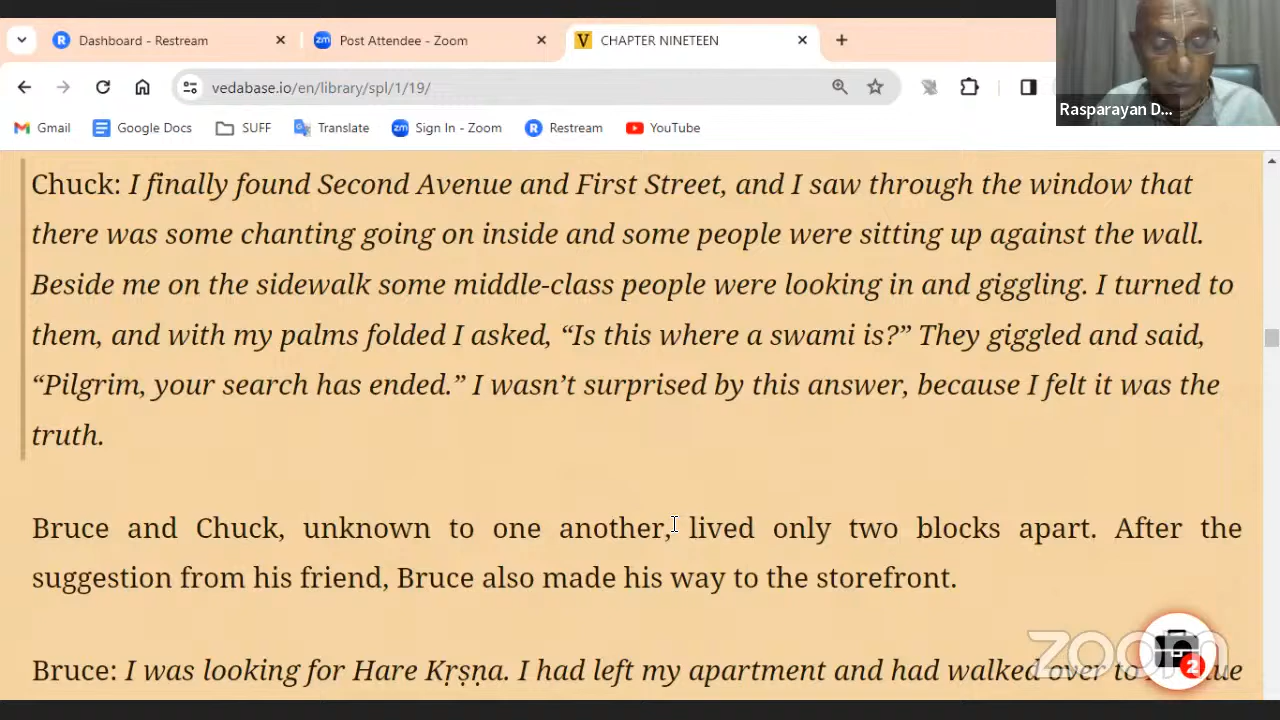 Dashboard - Restream
Post Attendee - Zoom
CHAPTER NINETEEN
vedabase.io/en/library/spl/1/19/
Gmail
Google Docs
SUFF
Translate
Sign In - Zoom
Restream
YouTube
Rasparayan D...
Chuck: I finally found Second Avenue and First Street, and I saw through the window that
there was some chanting going on inside and some people were sitting up against the wall.
Beside me on the sidewalk some middle-class people were looking in and giggling. I turned to
them, and with my palms folded I asked, “Is this where a swami is?” They giggled and said,
“Pilgrim, your search has ended.” I wasn’t surprised by this answer, because I felt it was the
truth.
Bruce and Chuck, unknown to one another, lived only two blocks apart. After the
suggestion from his friend, Bruce also made his way to the storefront.
Bruce: I was looking for Hare Kṛṣṇa. I had left my apartment and had walked over to
zoom
2